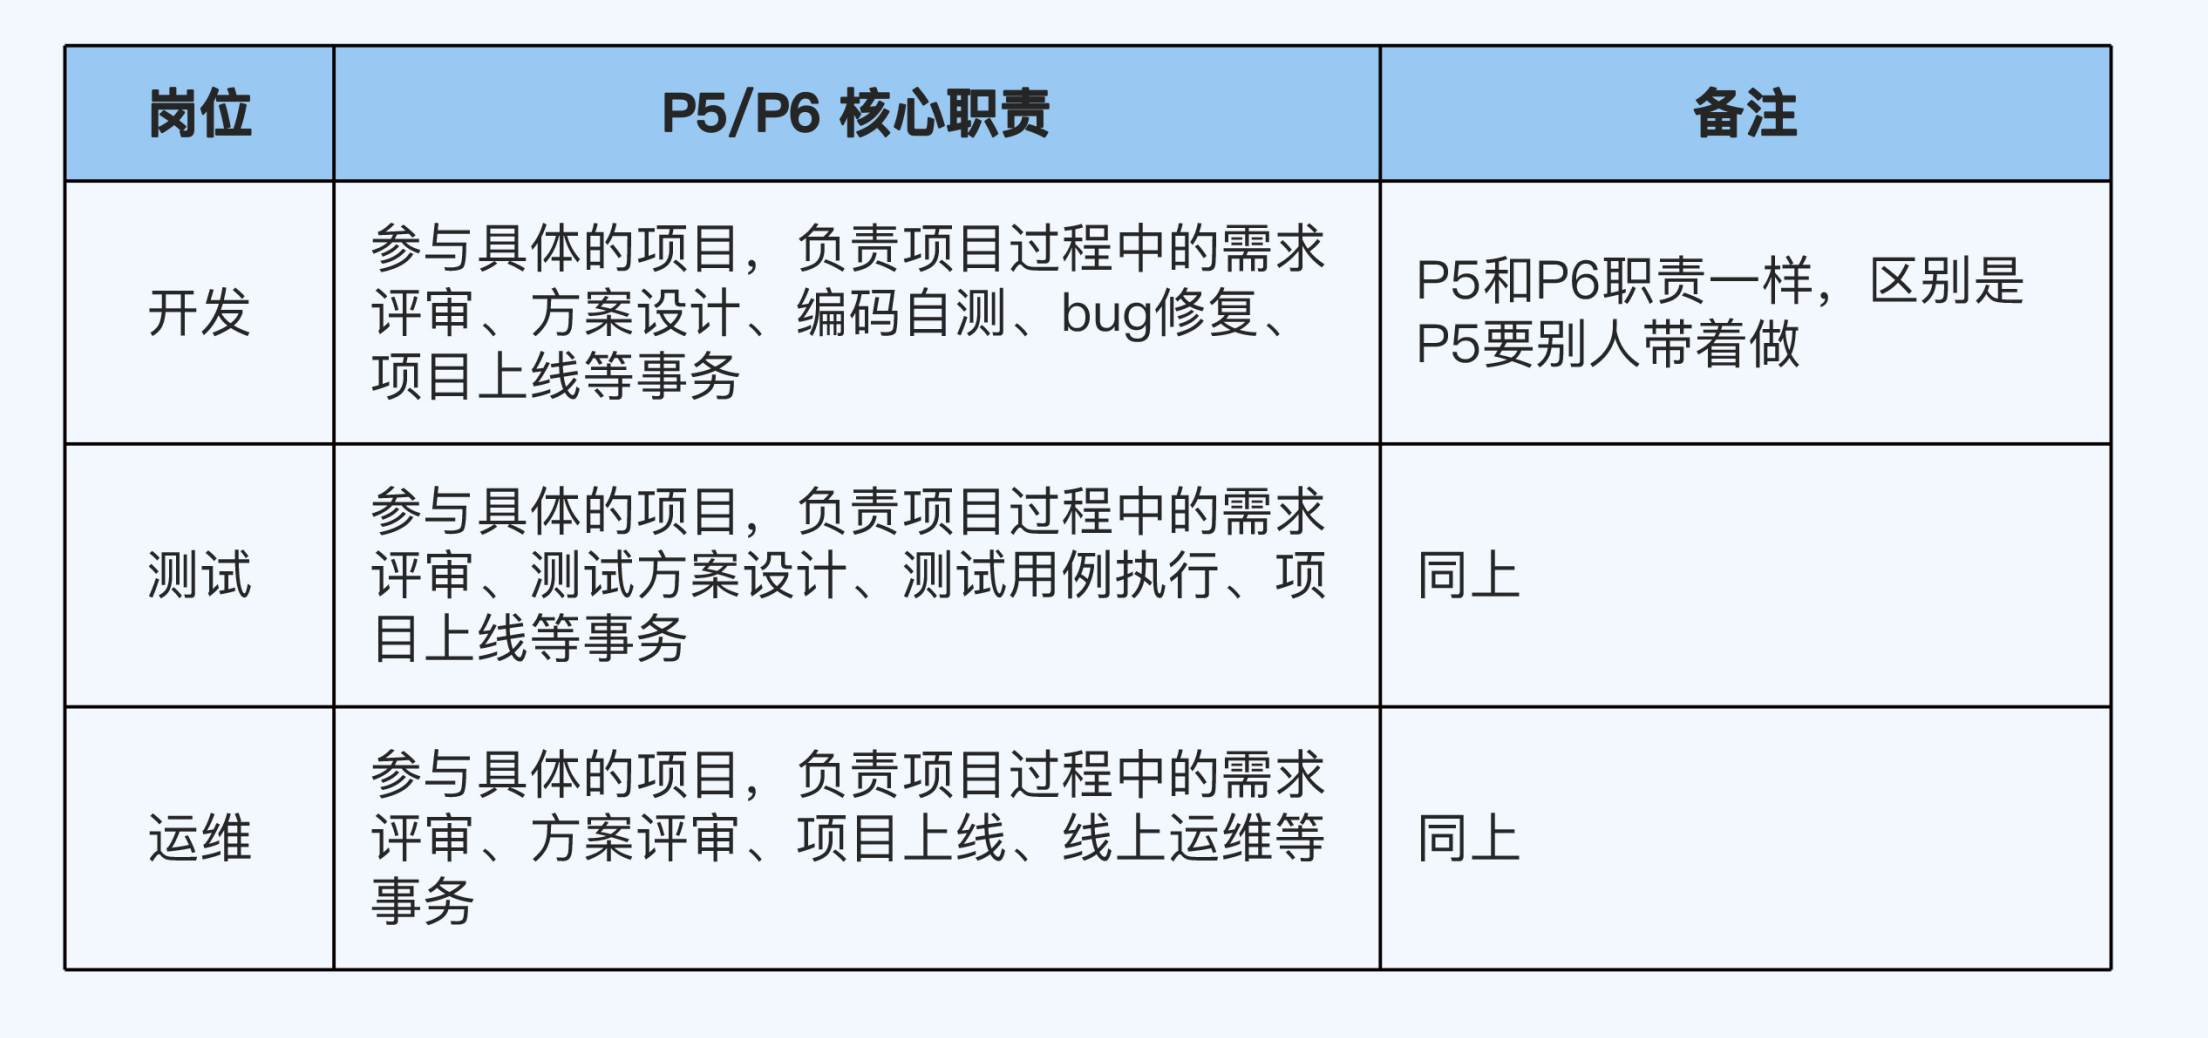 岗位
P5/P6 核心职责
备注
开发
参与具体的项目，负责项目过程中的需求
评审、方案设计、编码自测、bug修复、
项目上线等事务
P5和P6职责一样，区别是
P5要别人带着做
测试
参与具体的项目，负责项目过程中的需求
评审、测试方案设计、测试用例执行、项
目上线等事务
同上
运维
参与具体的项目，负责项目过程中的需求
评审、方案评审、项目上线、线上运维等
事务
同上